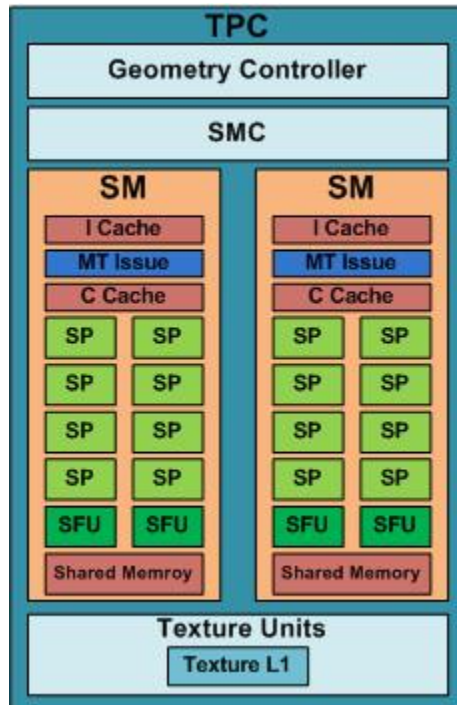 TPC
Geometry Controller
SMC
SM
I Cache
MT Issue
C Cache
SP SP
SP SP
SP SP
SP SP
SFU SFU
Shared Memroy
SM
I Cache
MT Issue
C Cache
SP SP
SP SP
SP SP
SP SP
SFU SFU
Shared Memory
Texture Units
Texture L1